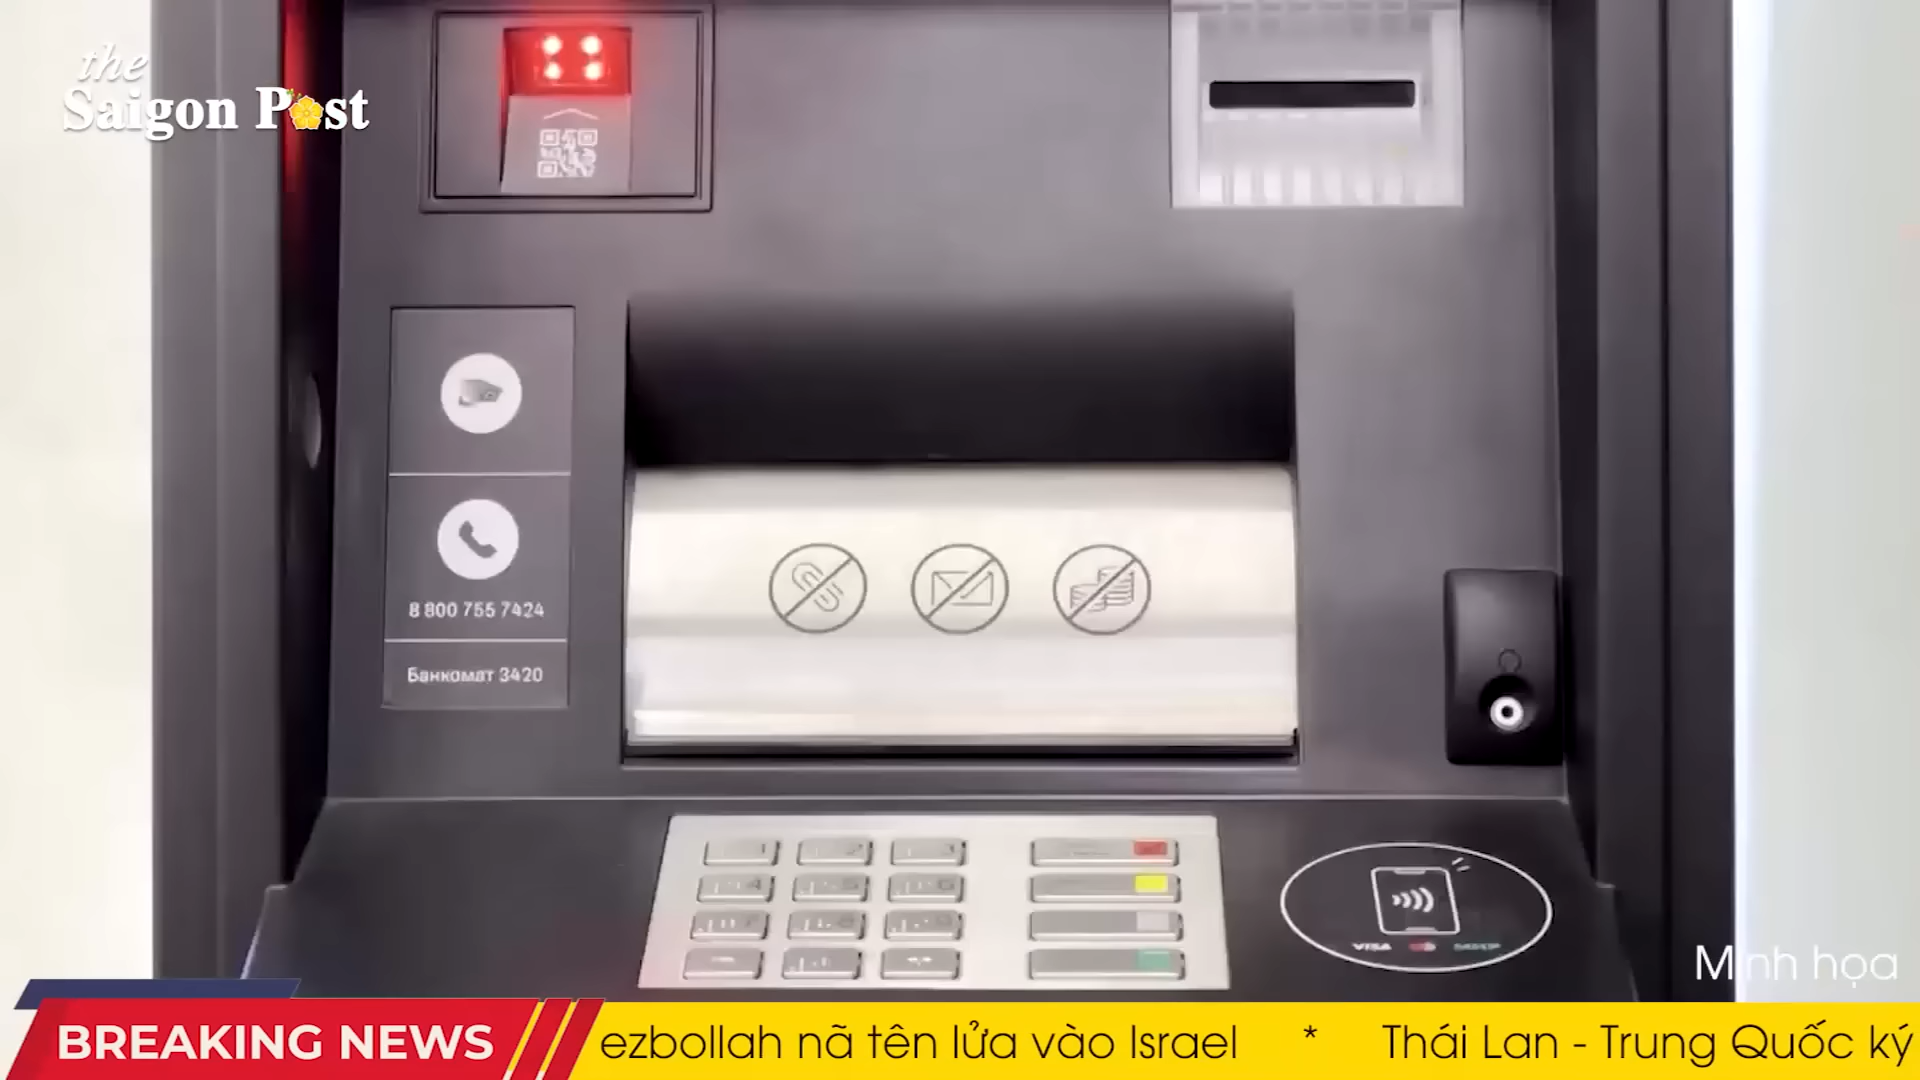 the
Saigon Post
8 800 755 7424
Банкомат 3420
VISA
Minh họa
BREAKING NEWS
ezbollah nã tên lửa vào Israel * Thái Lan - Trung Quốc ký